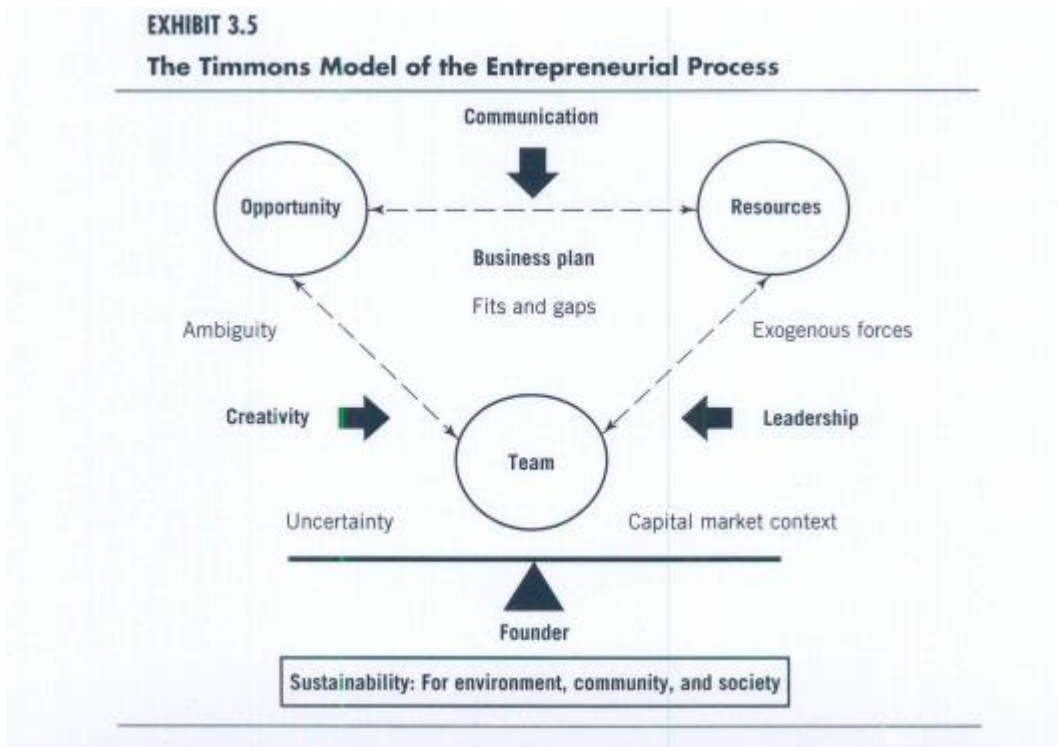 EXHIBIT 3.5
The Timmons Model of the Entrepreneurial Process
Communication
Opportunity
Resources
Business plan
Fits and gaps
Ambiguity
Exogenous forces
Creativity
Leadership
Team
Uncertainty
Capital market context
Founder
Sustainability: For environment, community, and society